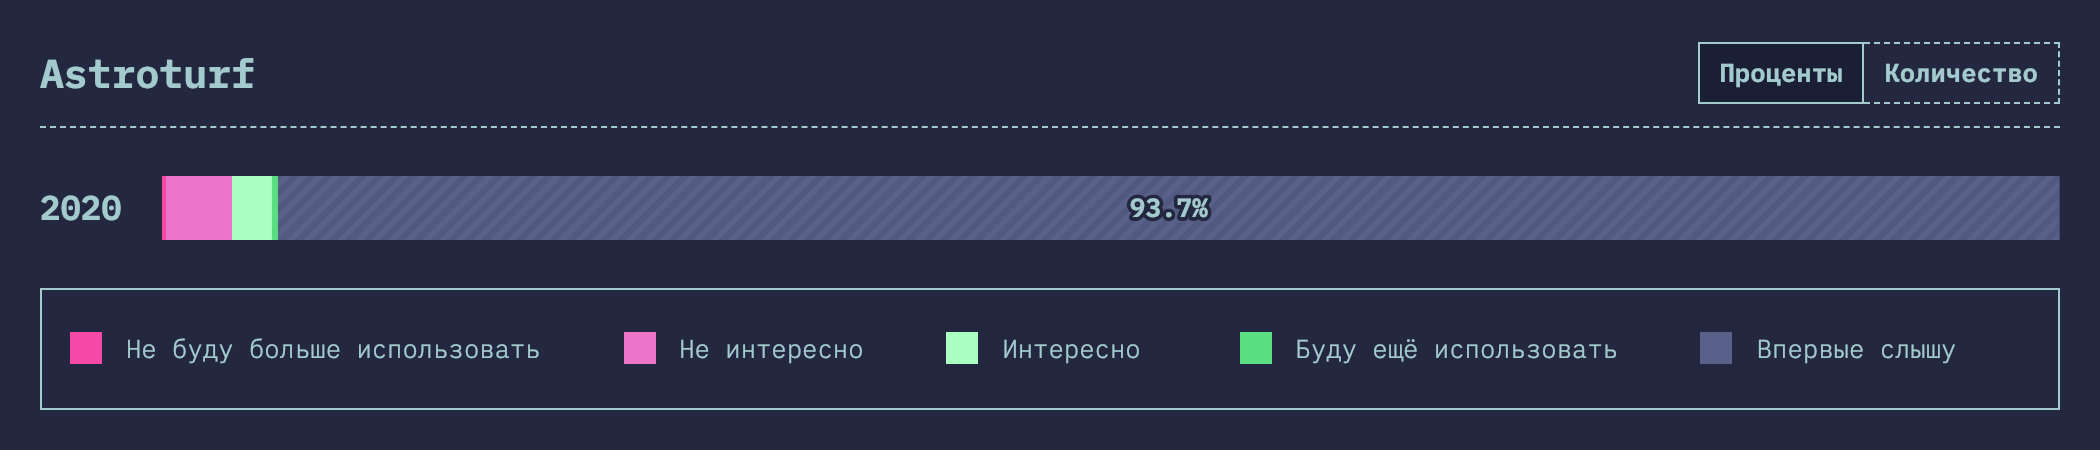 Astroturf
Проценты
Количество
2020
93.7%
Не буду больше использовать
Не интересно
Интересно
Буду ещё использовать
Впервые слышу